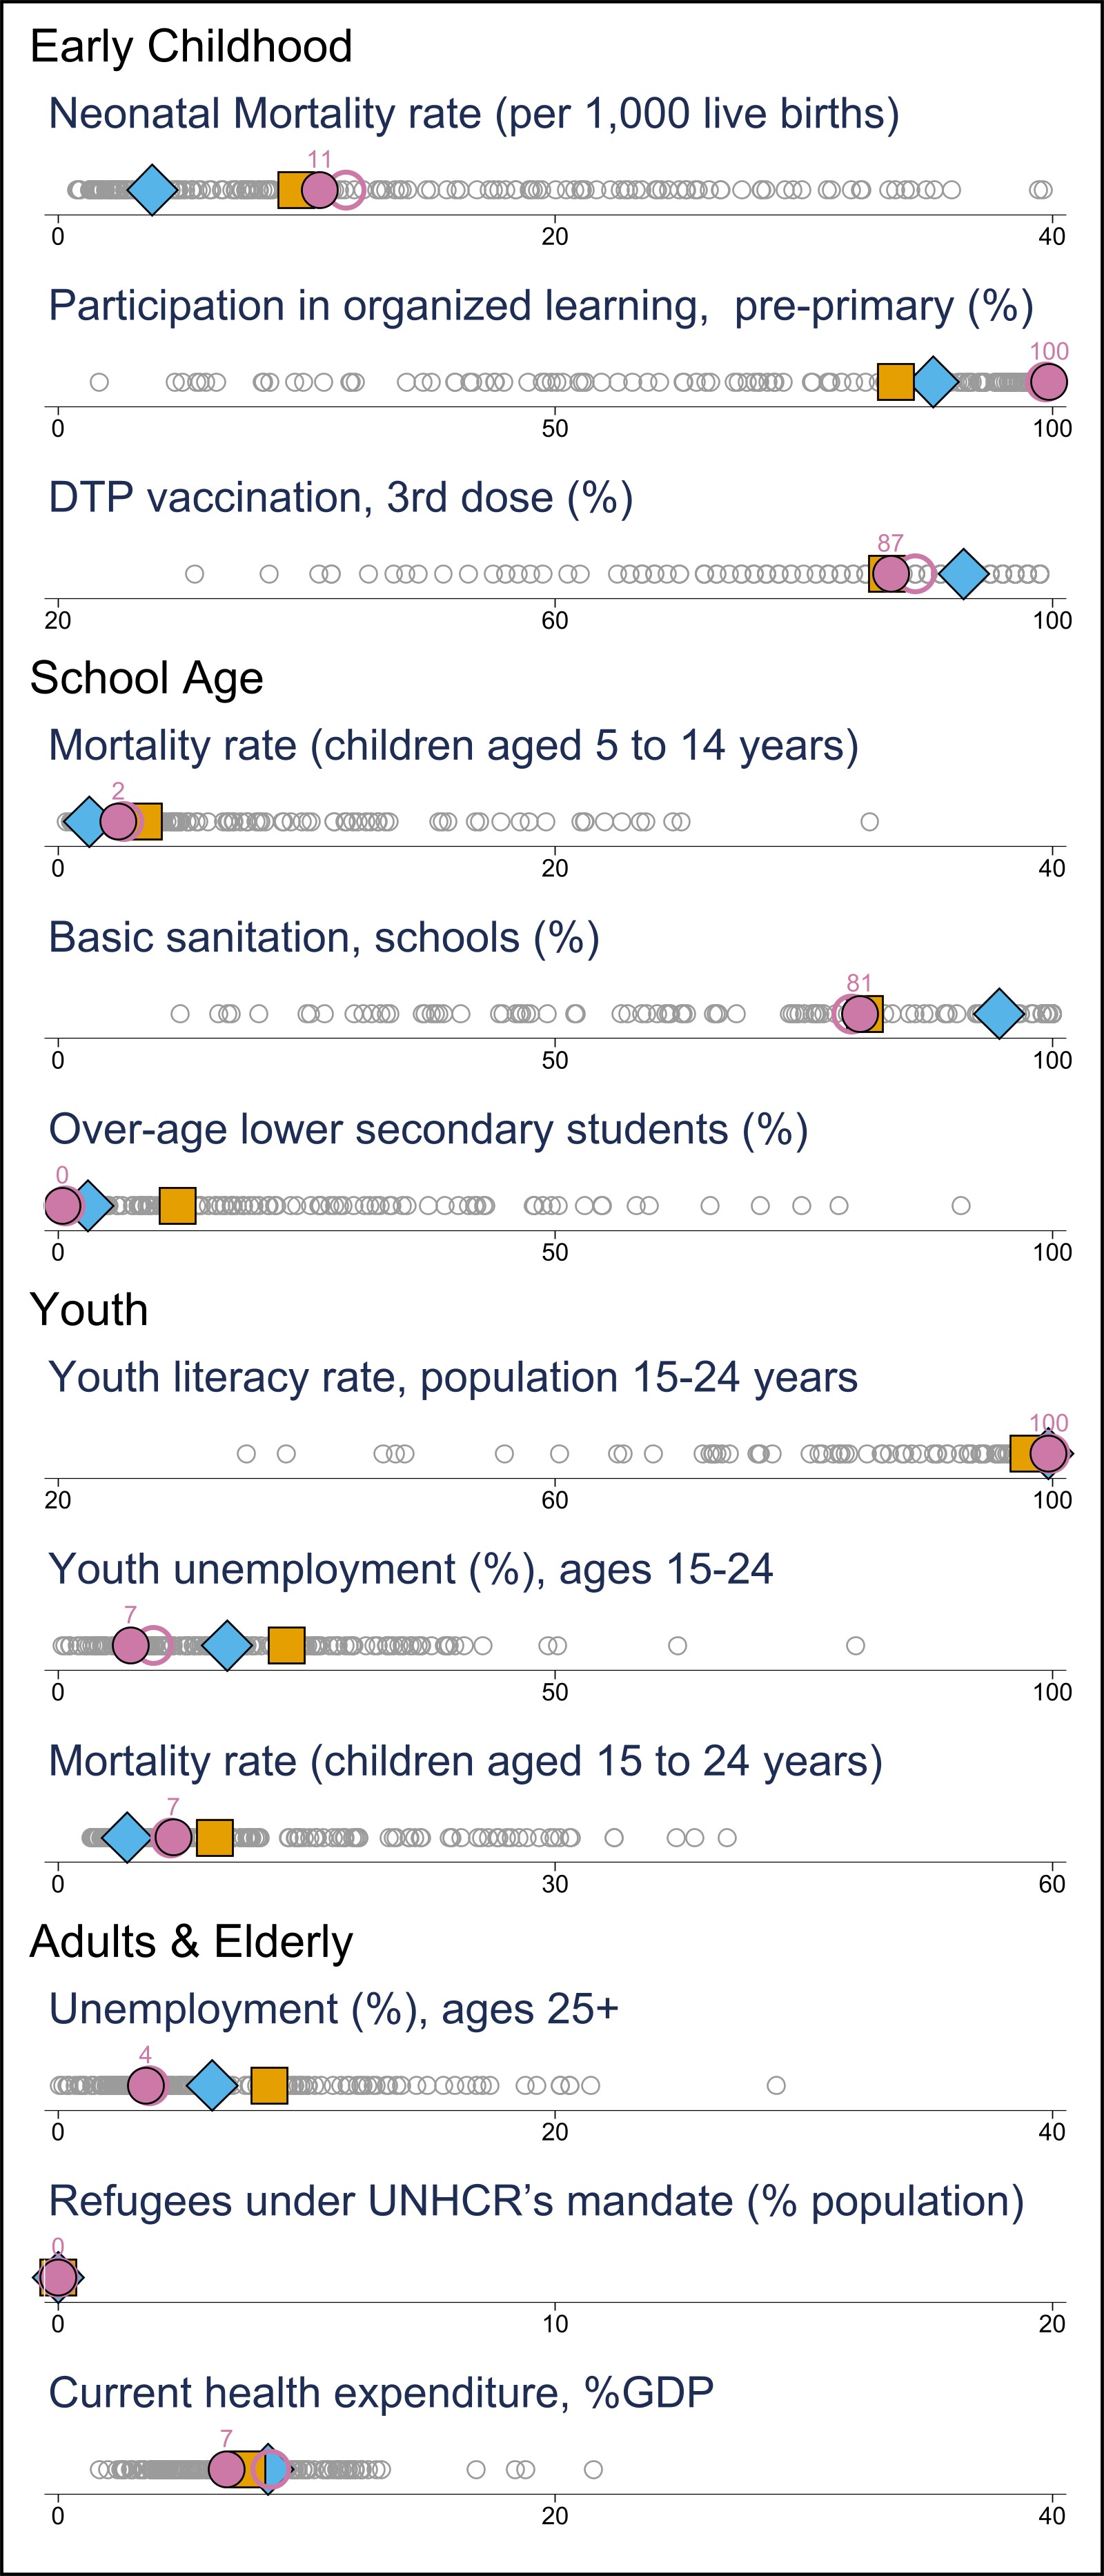 Early Childhood
Neonatal Mortality rate (per 1,000 live births)
11
0 20 40
Participation in organized learning,  pre-primary (%)
100
0 50 100
DTP vaccination, 3rd dose (%)
87
20 60 100
School Age
Mortality rate (children aged 5 to 14 years)
2
0 20 40
Basic sanitation, schools (%)
81
0 50 100
Over-age lower secondary students (%)
0
0 50 100
Youth
Youth literacy rate, population 15-24 years
100
20 60 100
Youth unemployment (%), ages 15-24
7
0 50 100
Mortality rate (children aged 15 to 24 years)
7
0 30 60
Adults & Elderly
Unemployment (%), ages 25+
4
0 20 40
Refugees under UNHCR’s mandate (% population)
0
0 10 20
Current health expenditure, %GDP
7
0 20 40